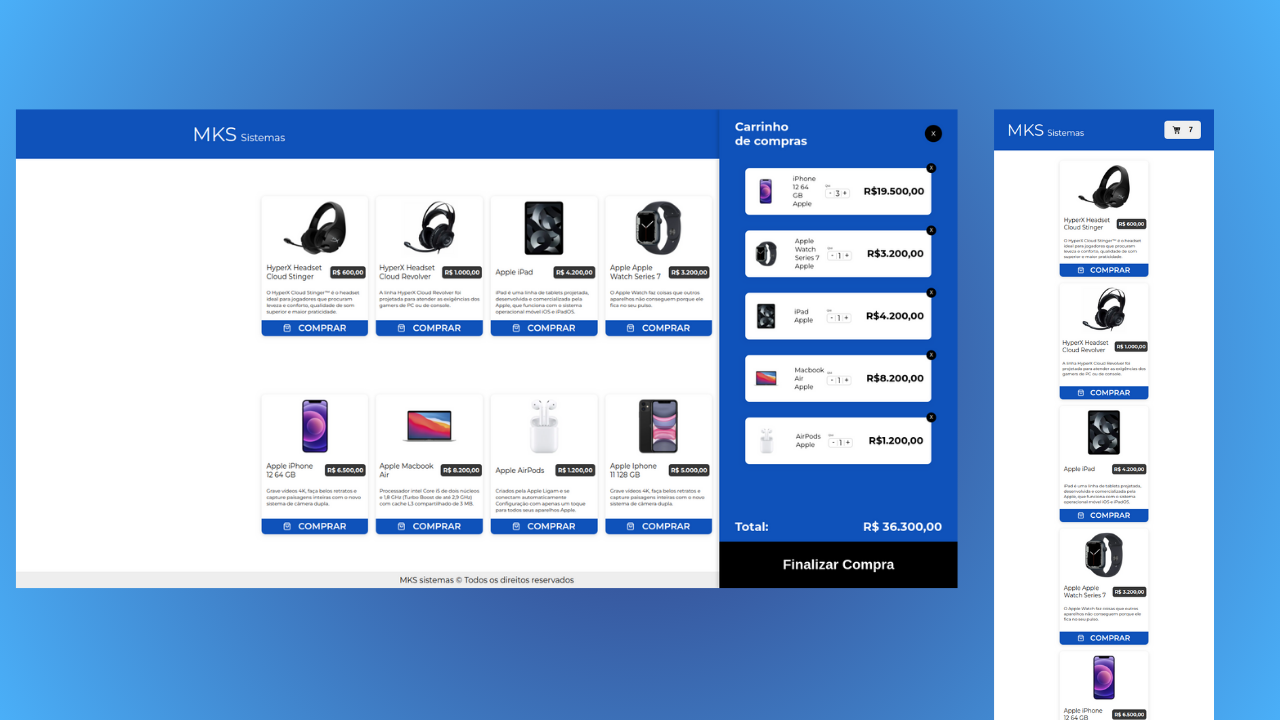 MKS Sistemas
HyperX Headset
Cloud Stinger
R$ 600,00
O HyperX Cloud Stinger™ é o headset
ideal para jogadores que procuram
leveza e conforto, qualidade de som
superior e maior praticidade.
COMPRAR
HyperX Headset
Cloud Revolver
R$ 1.000,00
A linha HyperX Cloud Revolver foi
projetada para atender as exigências dos
gamers de PC ou de console.
COMPRAR
Apple iPad
R$ 4.200,00
iPad é uma linha de tablets projetada,
desenvolvida e comercializada pela
Apple, que funciona com o sistema
operacional móvel iOS e iPadOS.
COMPRAR
Apple Apple
Watch Series 7
R$ 3.200,00
O Apple Watch faz coisas que outros
aparelhos não conseguem porque ele
fica no seu pulso.
COMPRAR
Apple iPhone
12 64 GB
R$ 6.500,00
Grave vídeos 4K, faça belos retratos e
capture paisagens inteiras com o novo
sistema de câmera dupla.
COMPRAR
Apple Macbook
Air
R$ 8.200,00
Processador intel Core i5 de dois núcleos
e 1,8 GHz (Turbo Boost de até 2,9 GHz)
com cache L3 compartilhado de 3 MB.
COMPRAR
Apple AirPods
R$ 1.200,00
Criados pela Apple Ligam e se
conectam automaticamente
Configuração com apenas um toque
para todos seus aparelhos Apple.
COMPRAR
Apple Iphone
11 128 GB
R$ 5.000,00
Grave vídeos 4K, faça belos retratos e
capture paisagens inteiras com o novo
sistema de câmera dupla.
COMPRAR
MKS sistemas © Todos os direitos reservados
Carrinho
de compras
X
X
iPhone
12 64
GB
Apple
- 3 +
R$19.500,00
X
Apple
Watch
Series 7
Apple
- 1 +
R$3.200,00
X
iPad
Apple
- 1 +
R$4.200,00
X
Macbook
Air
Apple
- 1 +
R$8.200,00
X
AirPods
Apple
- 1 +
R$1.200,00
Total: R$ 36.300,00
Finalizar Compra
MKS Sistemas
7
HyperX Headset
Cloud Stinger
R$ 600,00
O HyperX Cloud Stinger™ é o headset
ideal para jogadores que procuram
leveza e conforto, qualidade de som
superior e maior praticidade.
COMPRAR
HyperX Headset
Cloud Revolver
R$ 1.000,00
A linha HyperX Cloud Revolver foi
projetada para atender as exigências dos
gamers de PC ou de console.
COMPRAR
Apple iPad
R$ 4.200,00
iPad é uma linha de tablets projetada,
desenvolvida e comercializada pela
Apple, que funciona com o sistema
operacional móvel iOS e iPadOS.
COMPRAR
Apple Apple
Watch Series 7
R$ 3.200,00
O Apple Watch faz coisas que outros
aparelhos não conseguem porque ele
fica no seu pulso.
COMPRAR
Apple iPhone
12 64 GB
R$ 6.500,00